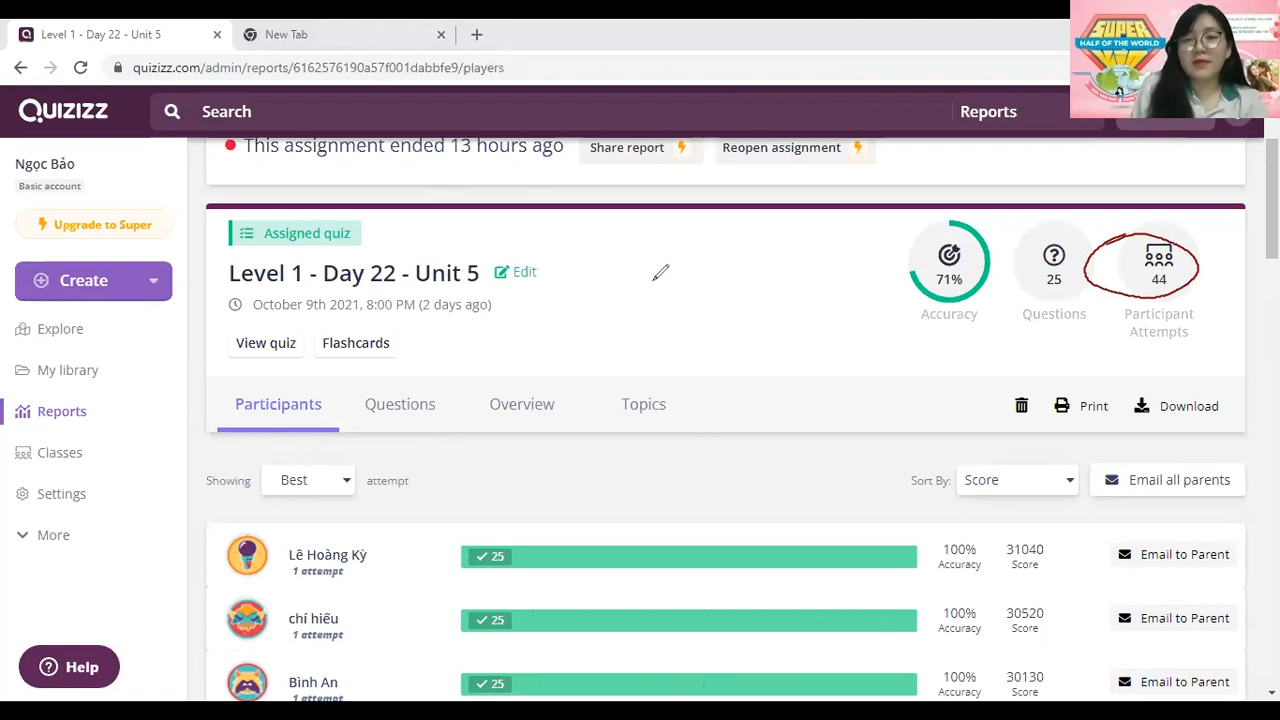 Level 1 - Day 22 - Unit 5
New Tab
quizizz.com/admin/reports/
/players
SUPER
HALF OF THE WORLD
QUIZIZZ
Search
Reports
Ngọc Bảo
Basic account
Upgrade to Super
Create
Explore
My library
Reports
Classes
Settings
More
Help
This assignment ended 13 hours ago
Share report
Reopen assignment
Assigned quiz
Level 1 - Day 22 - Unit 5
Edit
October 9th 2021, 8:00 PM (2 days ago)
View quiz
Flashcards
71%
Accuracy
25
Questions
44
Participant
Attempts
Participants
Questions
Overview
Topics
Print
Download
Showing
Best
attempt
Sort By:
Score
Email all parents
Lê Hoàng Kỳ
1 attempt
25
100%
Accuracy
31040
Score
Email to Parent
chí hiếu
1 attempt
25
100%
Accuracy
30520
Score
Email to Parent
Bình An
1 attempt
25
100%
Accuracy
30130
Score
Email to Parent